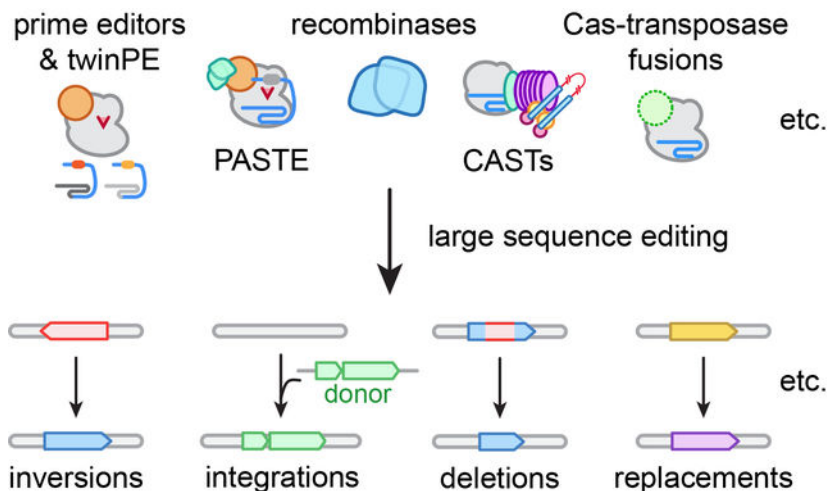 prime editors
& twinPE
recombinases
Cas-transposase
fusions
PASTE
CASTs
etc.
large sequence editing
donor
etc.
inversions
integrations
deletions
replacements